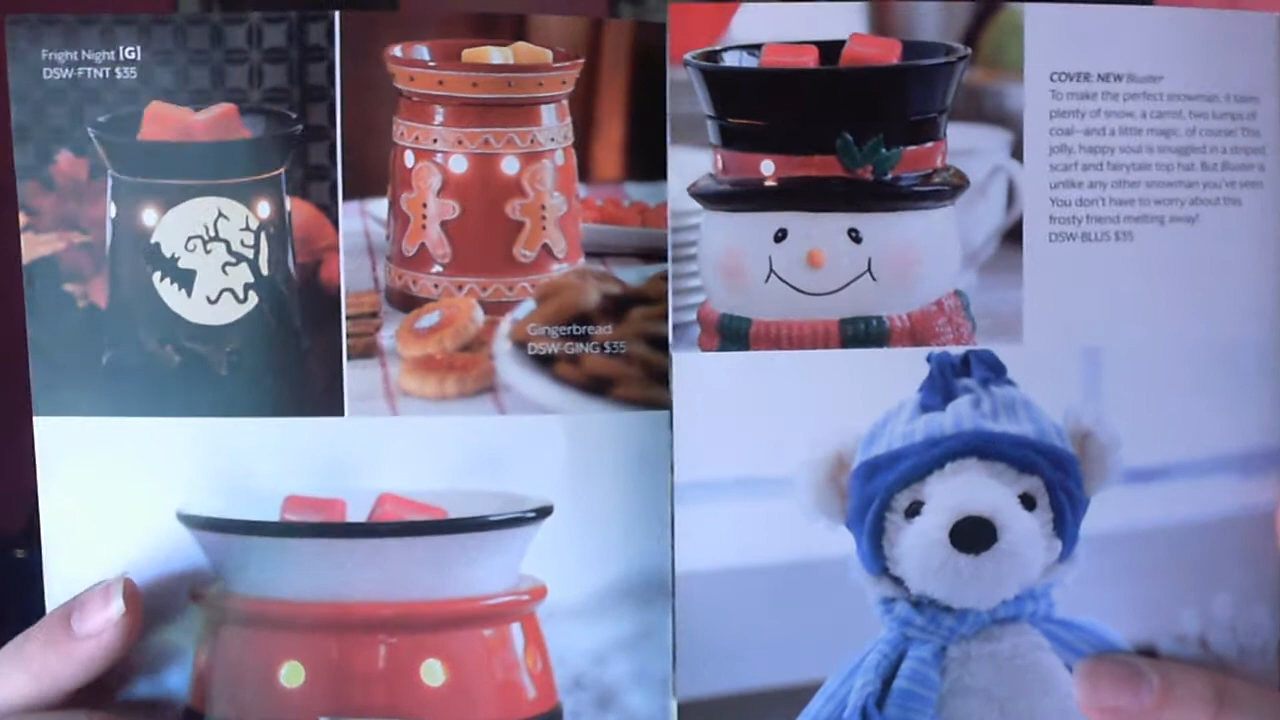 Fright Night [G]
DSW-FTNT $35
Gingerbread
DSW-GING $35
COVER: NEW Bluster
To make the perfect snowman, it takes
plenty of snow, a carrot, two lumps of
coal—and a little magic, of course! This
jolly, happy soul is snuggled in a striped
scarf and fairytale top hat. But Bluster is
unlike any other snowman you've seen.
You don't have to worry about this
frosty friend melting away!
DSW-BLUS $35